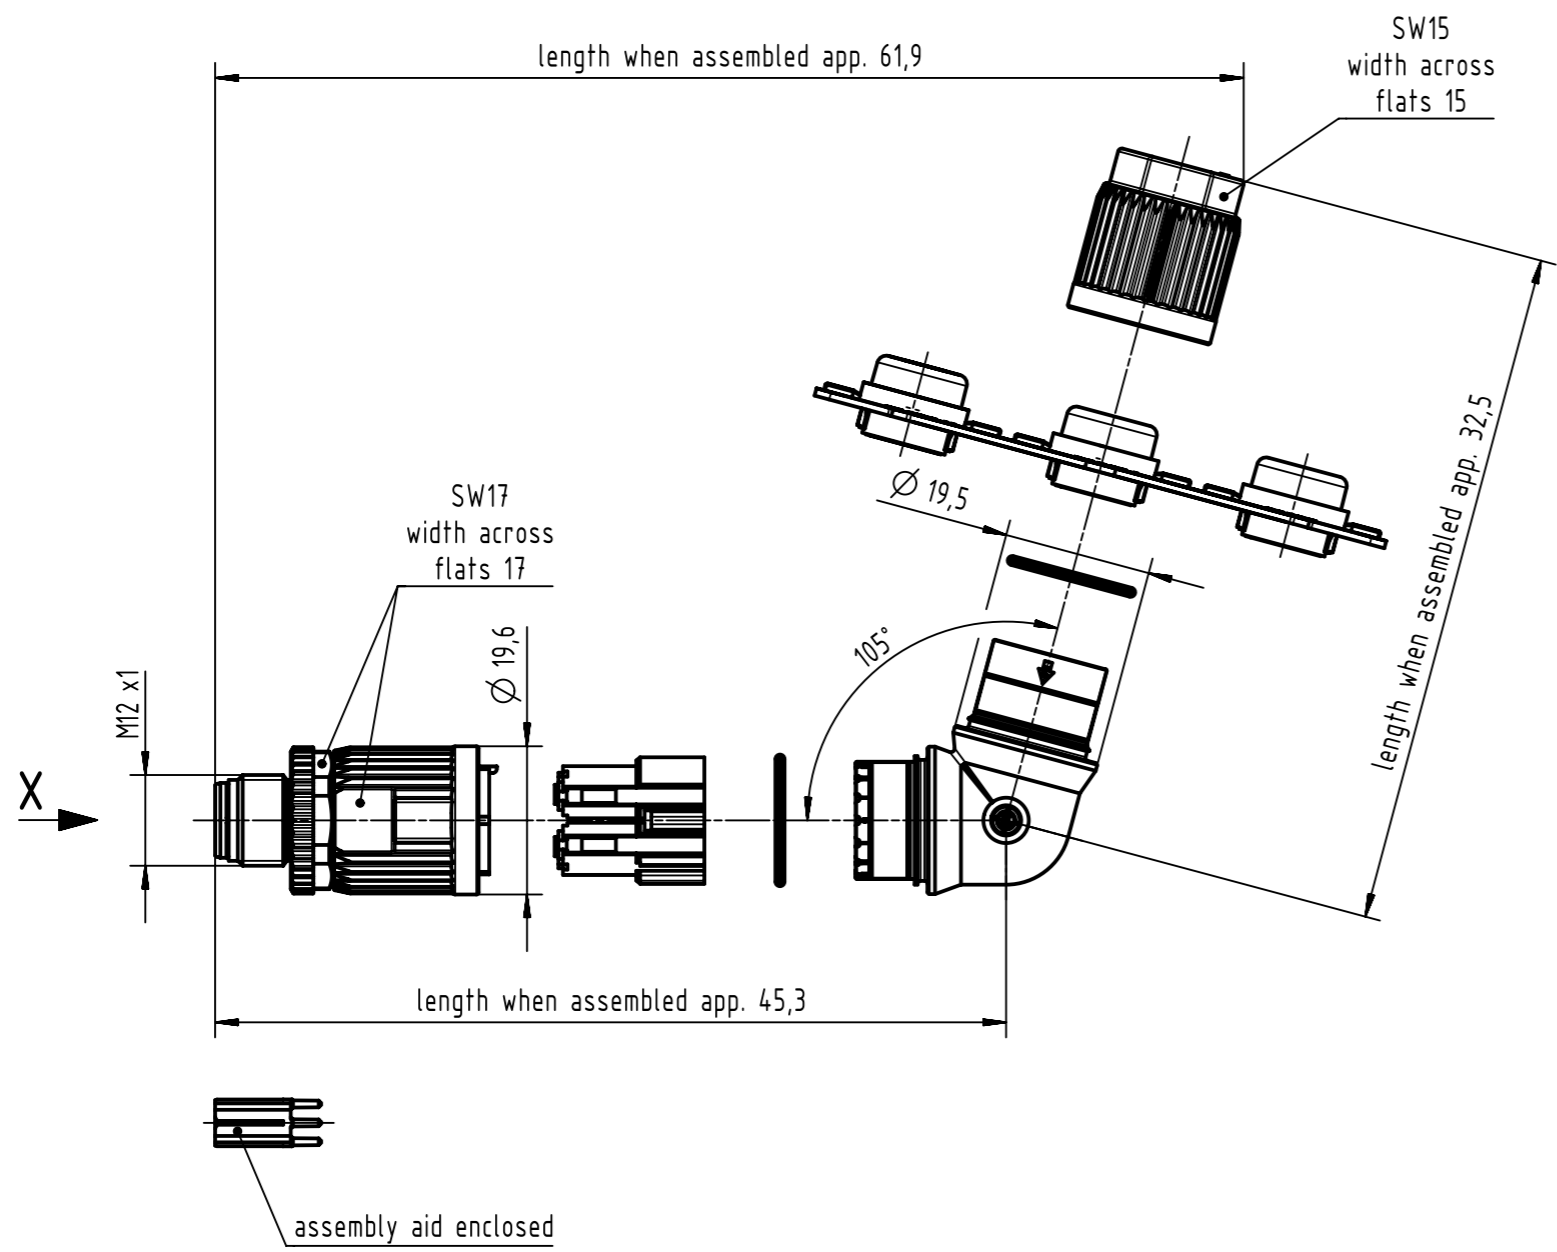 length when assembled app. 61,9
SW15
width across
flats 15
length when assembled app. 32,5
Ø 19,5
SW17
width across
flats 17
Ø 19,6
105°
M12 x1
X
length when assembled app. 45,3
assembly aid enclosed